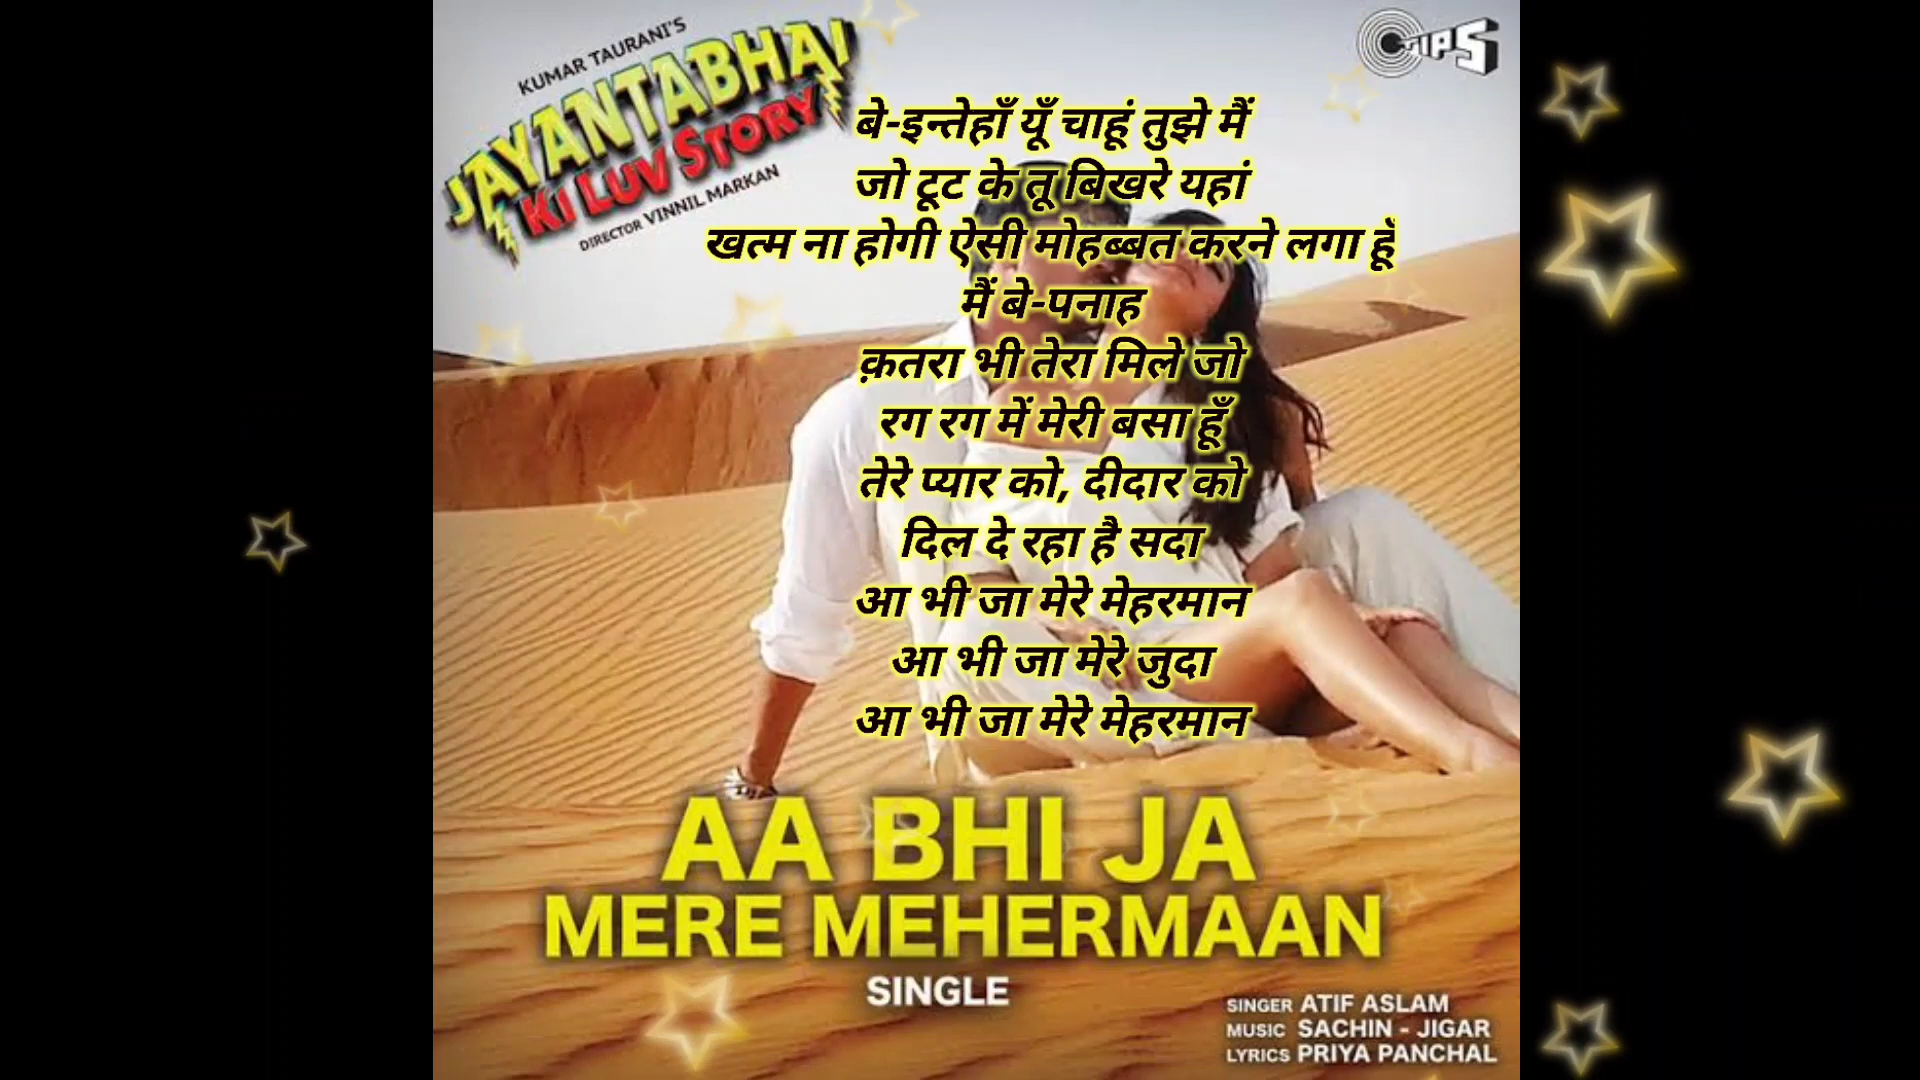 KUMAR TAURANI'S
JAYANTABHAI
KI LUV STORY
DIRECTOR VINNIL MARKAN
TIPS
बे-इन्तेहाँ यूँ चाहूं तुझे मैं
जो टूट के तू बिखरे यहां
खत्म ना होगी ऐसी मोहब्बत करने लगा हूँ
मैं बे-पनाह
क़तरा भी तेरा मिले जो
रग रग में मेरी बसा हूँ
तेरे प्यार को, दीदार को
दिल दे रहा है सदा
आ भी जा मेरे मेहरमान
आ भी जा मेरे जुदा
आ भी जा मेरे मेहरमान
AA BHI JA
MERE MEHERMAAN
SINGLE
SINGER ATIF ASLAM
MUSIC SACHIN - JIGAR
LYRICS PRIYA PANCHAL